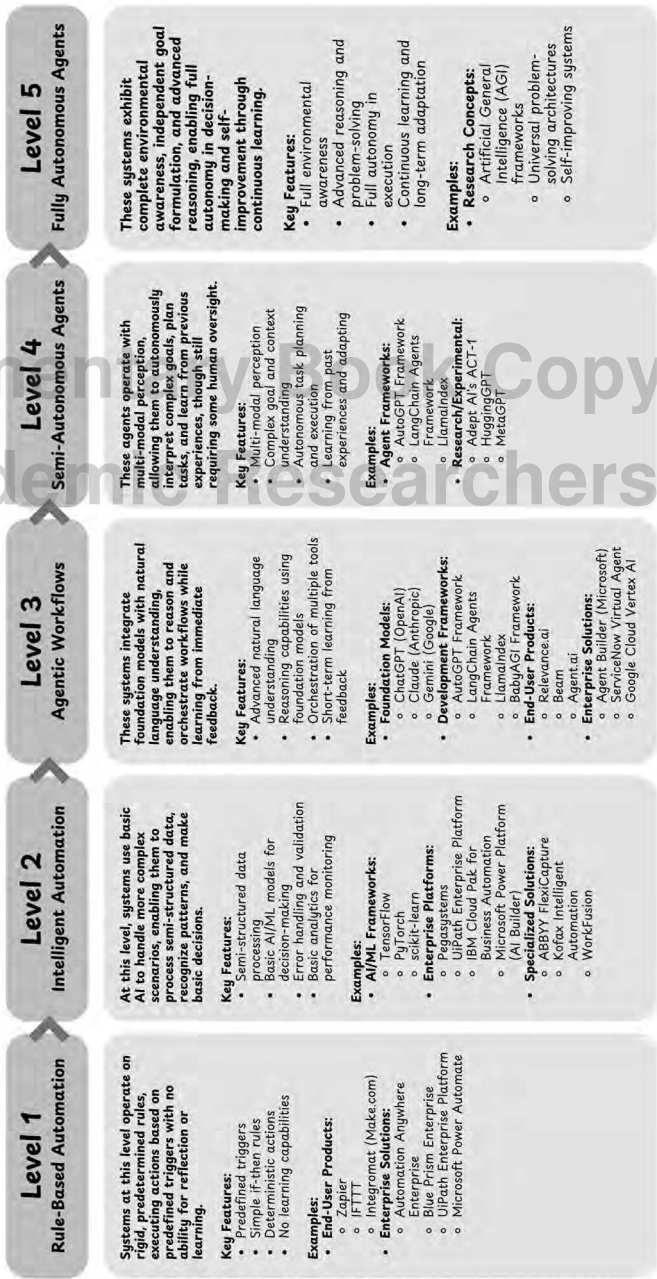 Level 1
Rule-Based Automation
Systems at this level operate on
rigid, predetermined rules,
executing actions based on
predefined triggers with no
ability for reflection or
learning.
Key Features:
• Predefined triggers
• Simple if-then rules
• Deterministic actions
• No learning capabilities
Examples:
• End-User Products:
o Zapier
o IFTTT
o Integromat (Make.com)
• Enterprise Solutions:
o Automation Anywhere
Enterprise
o Blue Prism Enterprise
o UiPath Enterprise Platform
o Microsoft Power Automate
Level 2
Intelligent Automation
At this level, systems use basic
AI to handle more complex
scenarios, enabling them to
process semi-structured data,
recognize patterns, and make
basic decisions.
Key Features:
• Semi-structured data
processing
• Basic AI/ML models for
decision-making
• Error handling and validation
• Basic analytics for
performance monitoring
Examples:
• AI/ML Frameworks:
o TensorFlow
o PyTorch
o scikit-learn
• Enterprise Platforms:
o Pegasystems
o UiPath Enterprise Platform
o IBM Cloud Pak for
Business Automation
o Microsoft Power Platform
(AI Builder)
• Specialized Solutions:
o ABBYY FlexiCapture
o Kofax Intelligent
Automation
o WorkFusion
Level 3
Agentic Workflows
These systems integrate
foundation models with natural
language understanding,
enabling them to reason and
orchestrate workflows while
learning from immediate
feedback.
Key Features:
• Advanced natural language
understanding
• Reasoning capabilities using
foundation models
• Orchestration of multiple tools
• Short-term learning from
feedback
Examples:
• Foundation Models:
o ChatGPT (OpenAI)
o Claude (Anthropic)
o Gemini (Google)
• Development Frameworks:
o AutoGPT Framework
o LangChain Agents
Framework
o LlamaIndex
o BabyAGI Framework
• End-User Products:
o Relevance.ai
o Beam
o Agent.ai
• Enterprise Solutions:
o Agent Builder (Microsoft)
o ServiceNow Virtual Agent
o Google Cloud Vertex AI
Level 4
Semi-Autonomous Agents
These agents operate with
multi-modal perception,
allowing them to autonomously
interpret complex goals, plan
tasks, and learn from previous
experiences, though still
requiring some human oversight.
Key Features:
• Multi-modal perception
• Complex goal and context
understanding
• Autonomous task planning
and execution
• Learning from past
experiences and adapting
Examples:
• Agent Frameworks:
o AutoGPT Framework
o LangChain Agents
Framework
o LlamaIndex
• Research/Experimental:
o Adept AI's ACT-1
o HuggingGPT
o MetaGPT
Level 5
Fully Autonomous Agents
These systems exhibit
complete environmental
awareness, independent goal
formulation, and advanced
reasoning, enabling full
autonomy in decision-
making and self-
improvement through
continuous learning.
Key Features:
• Full environmental
awareness
• Advanced reasoning and
problem-solving
• Full autonomy in
execution
• Continuous learning and
long-term adaptation
Examples:
• Research Concepts:
o Artificial General
Intelligence (AGI)
frameworks
o Universal problem-
solving architectures
o Self-improving systems
Copy
Researchers